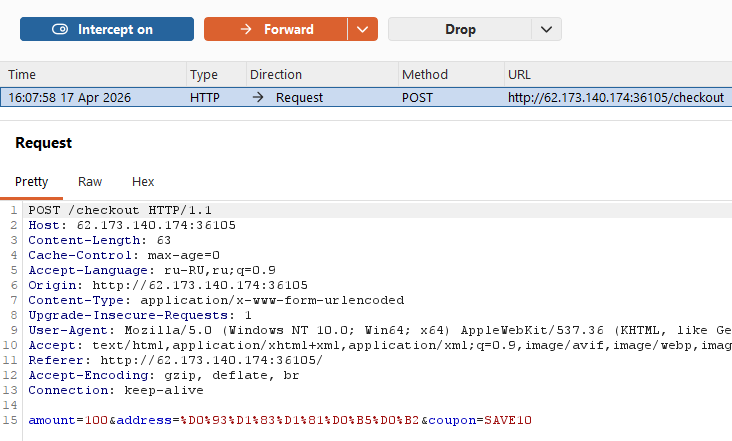 Intercept on
Forward
Drop
Time Type Direction Method URL
16:07:58 17 Apr 2026 HTTP → Request POST http://62.173.140.174:36105/checkout
Request
Pretty Raw Hex
1 POST /checkout HTTP/1.1
2 Host: 62.173.140.174:36105
3 Content-Length: 63
4 Cache-Control: max-age=0
5 Accept-Language: ru-RU,ru;q=0.9
6 Origin: http://62.173.140.174:36105
7 Content-Type: application/x-www-form-urlencoded
8 Upgrade-Insecure-Requests: 1
9 User-Agent: Mozilla/5.0 (Windows NT 10.0; Win64; x64) AppleWebKit/537.36 (KHTML, like Ge
10 Accept: text/html,application/xhtml+xml,application/xml;q=0.9,image/avif,image/webp,imag
11 Referer: http://62.173.140.174:36105/
12 Accept-Encoding: gzip, deflate, br
13 Connection: keep-alive
14
15 amount=100&address=%D0%93%D1%83%D1%81%D0%B5%D0%B2&coupon=SAVE10